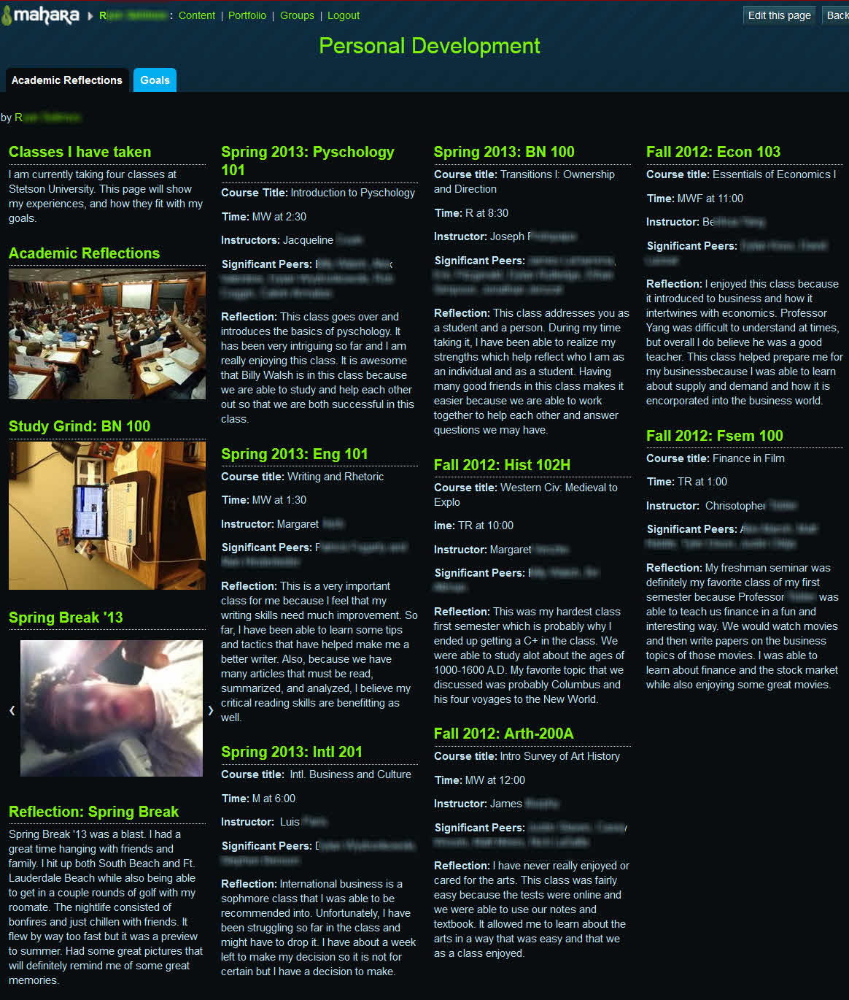 mahara
: Content | Portfolio | Groups | Logout
Edit this page
Back
Personal Development
Academic Reflections
Goals
by R
Classes I have taken
I am currently taking four classes at
Stetson University. This page will show
my experiences, and how they fit with my
goals.
Academic Reflections
Study Grind: BN 100
Spring Break '13
Reflection: Spring Break
Spring Break '13 was a blast. I had a
great time hanging with friends and
family. I hit up both South Beach and Ft.
Lauderdale Beach while also being able
to get in a couple rounds of golf with my
roomate. The nightlife consisted of
bonfires and just chillen with friends. It
flew by way too fast but it was a preview
to summer. Had some great pictures that
will definitely remind me of some great
memories.
Spring 2013: Pyschology
101
Course Title: Introduction to Pyschology
Time: MW at 2:30
Instructors: Jacqueline
Significant Peers:
Reflection: This class goes over and
introduces the basics of pyschology. It
has been very intriguing so far and I am
really enjoying this class. It is awesome
that Billy Walsh is in this class because
we are able to study and help each other
out so that we are both successful in this
class.
Spring 2013: Eng 101
Course title: Writing and Rhetoric
Time: MW at 1:30
Instructor: Margaret
Significant Peers:
Reflection: This is a very important
class for me because I feel that my
writing skills need much improvement. So
far, I have been able to learn some tips
and tactics that have helped make me a
better writer. Also, because we have
many articles that must be read,
summarized, and analyzed, I believe my
critical reading skills are benefitting as
well.
Spring 2013: Intl 201
Course title: Intl. Business and Culture
Time: M at 6:00
Instructor: Luis
Significant Peers:
Reflection: International business is a
sophmore class that I was able to be
recommended into. Unfortunately, I have
been struggling so far in the class and
might have to drop it. I have about a week
left to make my decision so it is not for
certain but I have a decision to make.
Spring 2013: BN 100
Course title: Transitions I: Ownership
and Direction
Time: R at 8:30
Instructor: Joseph
Significant Peers:
Reflection: This class addresses you as
a student and a person. During my time
taking it, I have been able to realize my
strengths which help reflect who I am as
an individual and as a student. Having
many good friends in this class makes it
easier because we are able to work
together to help each other and answer
questions we may have.
Fall 2012: Hist 102H
Course title: Western Civ: Medieval to
Explo
ime: TR at 10:00
Instructor: Margaret
Significant Peers:
Reflection: This was my hardest class
first semester which is probably why I
ended up getting a C+ in the class. We
were able to study alot about the ages of
1000-1600 A.D. My favorite topic that we
discussed was probably Columbus and
his four voyages to the New World.
Fall 2012: Arth-200A
Course title: Intro Survey of Art History
Time: MW at 12:00
Instructor: James
Significant Peers:
Reflection: I have never really enjoyed or
cared for the arts. This class was fairly
easy because the tests were online and
we were able to use our notes and
textbook. It allowed me to learn about the
arts in a way that was easy and that we
as a class enjoyed.
Fall 2012: Econ 103
Course title: Essentials of Economics I
Time: MWF at 11:00
Instructor:
Significant Peers:
Reflection: I enjoyed this class because
it introduced to business and how it
intertwines with economics. Professor
Yang was difficult to understand at times,
but overall I do believe he was a good
teacher. This class helped prepare me for
my businessbecause I was able to learn
about supply and demand and how it is
encorporated into the business world.
Fall 2012: Fsem 100
Course title: Finance in Film
Time: TR at 1:00
Instructor: Chrisotopher
Significant Peers:
Reflection: My freshman seminar was
definitely my favorite class of my first
semester because Professor was
able to teach us finance in a fun and
interesting way. We would watch movies
and then write papers on the business
topics of those movies. I was able to
learn about finance and the stock market
while also enjoying some great movies.